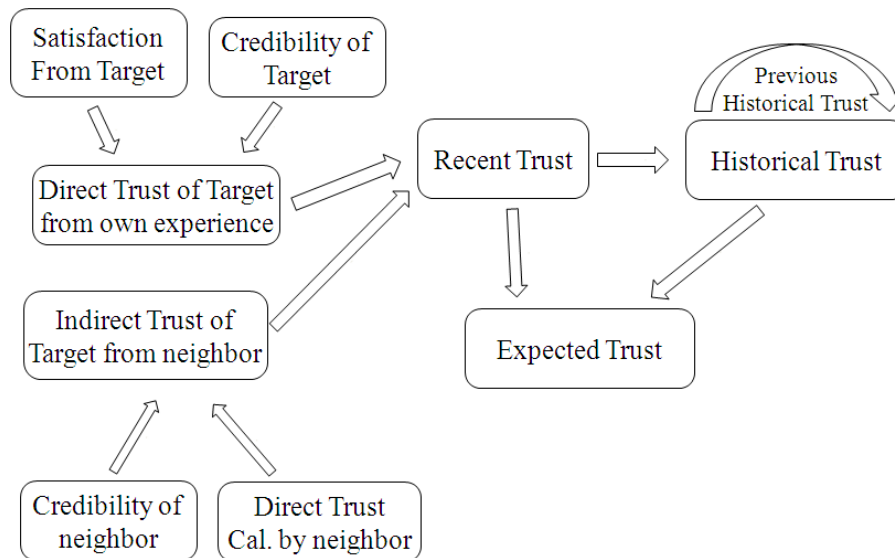 Satisfaction
From Target
Credibility of
Target
Previous
Historical Trust
Recent Trust
Historical Trust
Direct Trust of Target
from own experience
Indirect Trust of
Target from neighbor
Expected Trust
Credibility of
neighbor
Direct Trust
Cal. by neighbor